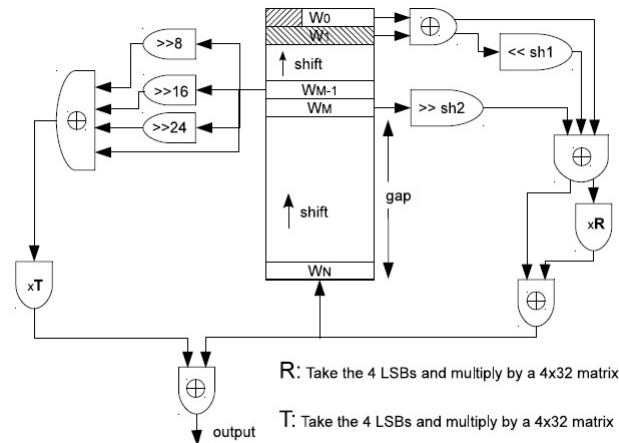 W0
W1
<< sh1
>>8
shift
>>16
WM-1
WM
>> sh2
>>24
gap
xR
shift
xT
WN
R: Take the 4 LSBs and multiply by a 4x32 matrix
T: Take the 4 LSBs and multiply by a 4x32 matrix
output